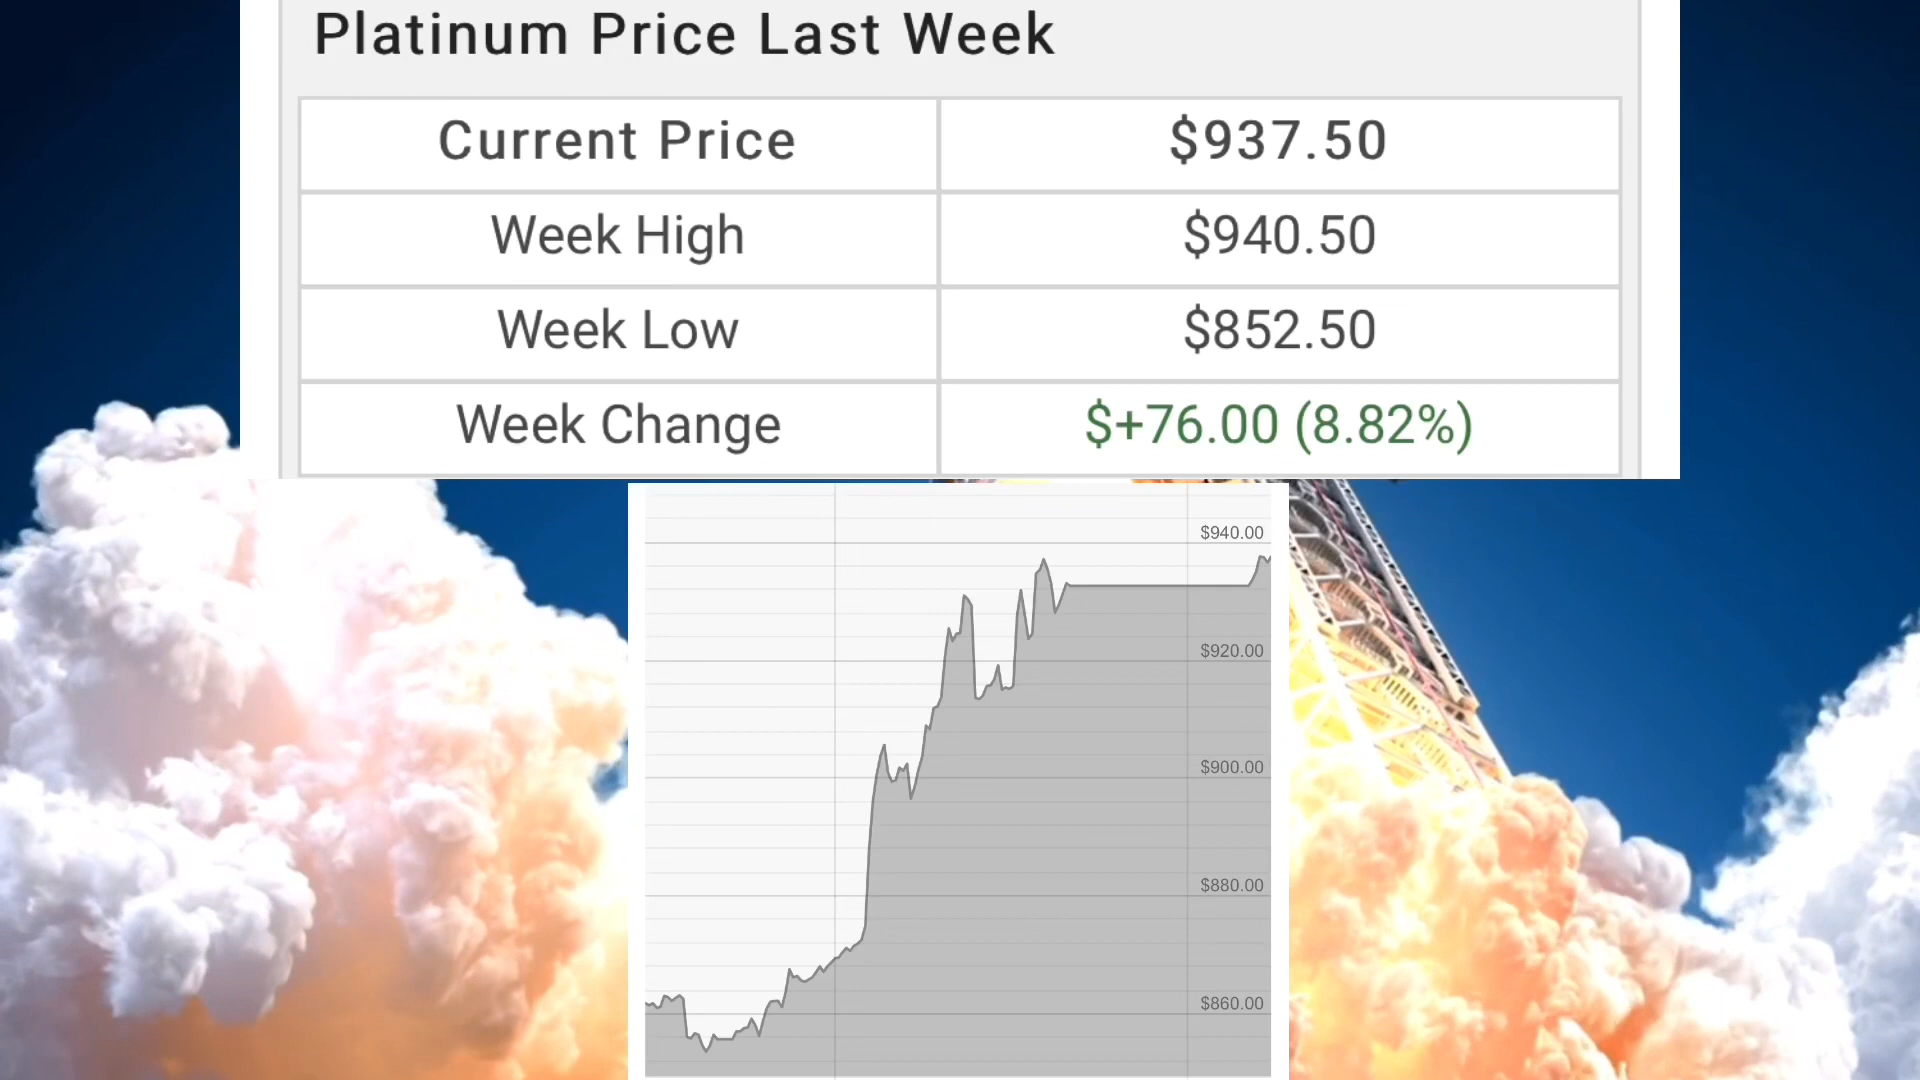 Platinum Price Last Week
Current Price $937.50
Week High $940.50
Week Low $852.50
Week Change $+76.00 (8.82%)
$940.00
$920.00
$900.00
$880.00
$860.00